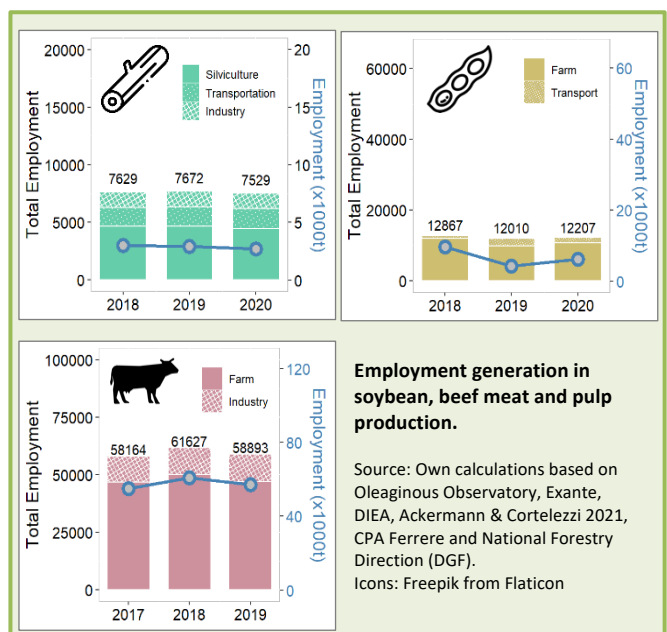 20000
15000
10000
5000
0
Total Employment
Silviculture
Transportation
Industry
7629 7672 7529
20
15
10
5
0
Employment (x1000t)
2018 2019 2020
60000
40000
20000
0
Total Employment
Farm
Transport
12867 12010 12207
60
40
20
0
Employment (x1000t)
2018 2019 2020
100000
75000
50000
25000
0
Total Employment
Farm
Industry
58164 61627 58893
120
80
40
0
Employment (x1000t)
2017 2018 2019
Employment generation in
soybean, beef meat and pulp
production.
Source: Own calculations based on
Oleaginous Observatory, Exante,
DIEA, Ackermann & Cortelezzi 2021,
CPA Ferrere and National Forestry
Direction (DGF).
Icons: Freepik from Flaticon